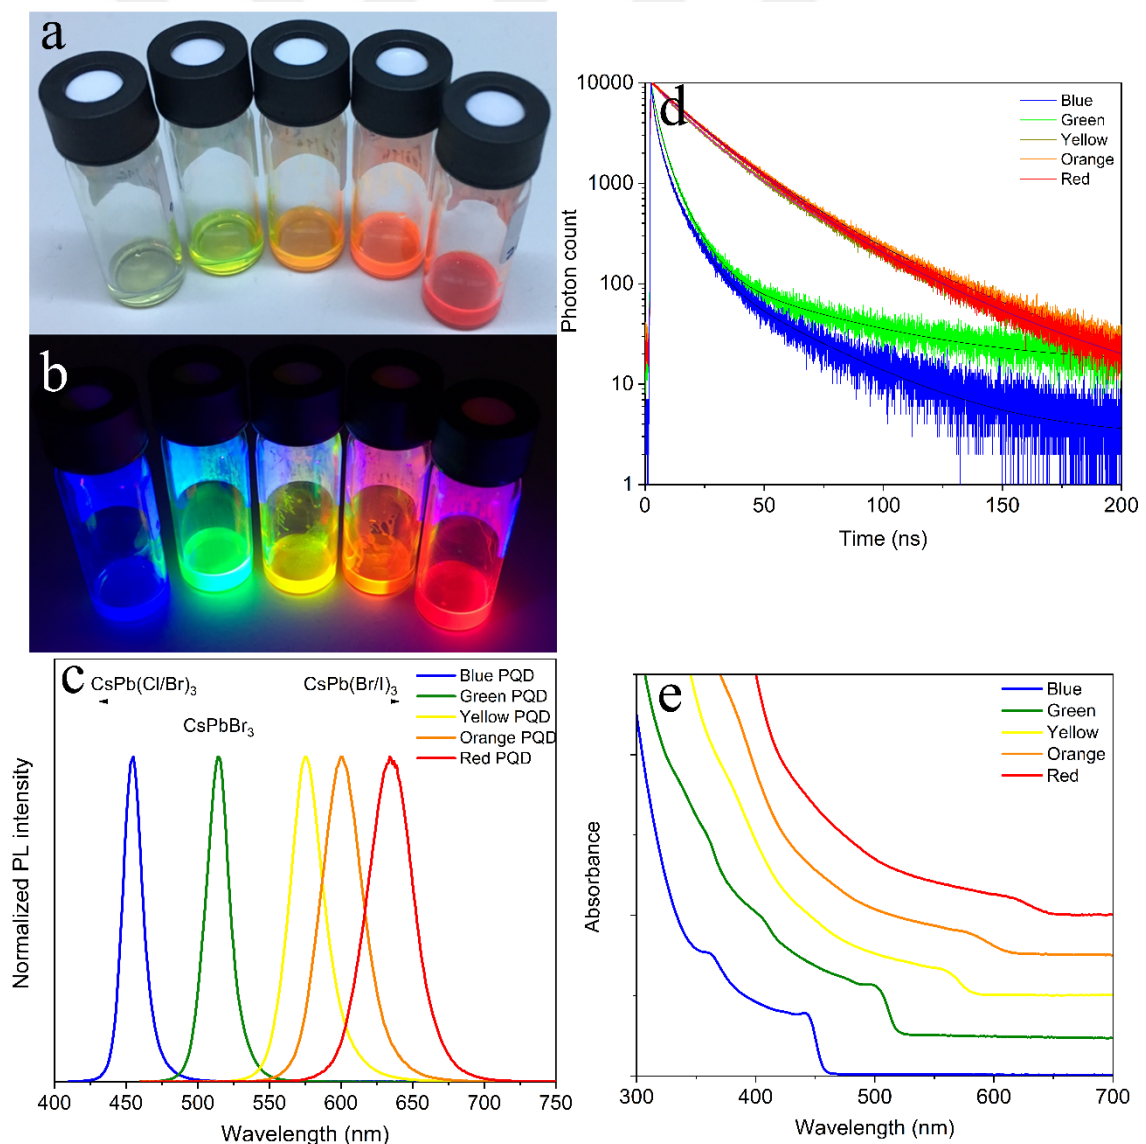 a
b
c
CsPb(Cl/Br)3
CsPb(Br/I)3
CsPbBr3
Blue PQD
Green PQD
Yellow PQD
Orange PQD
Red PQD
Normalized PL intensity
400 450 500 550 600 650 700 750
Wavelength (nm)
d
Blue
Green
Yellow
Orange
Red
10000
1000
100
10
1
Photon count
0 50 100 150 200
Time (ns)
e
Blue
Green
Yellow
Orange
Red
Absorbance
300 400 500 600 700
Wavelength (nm)